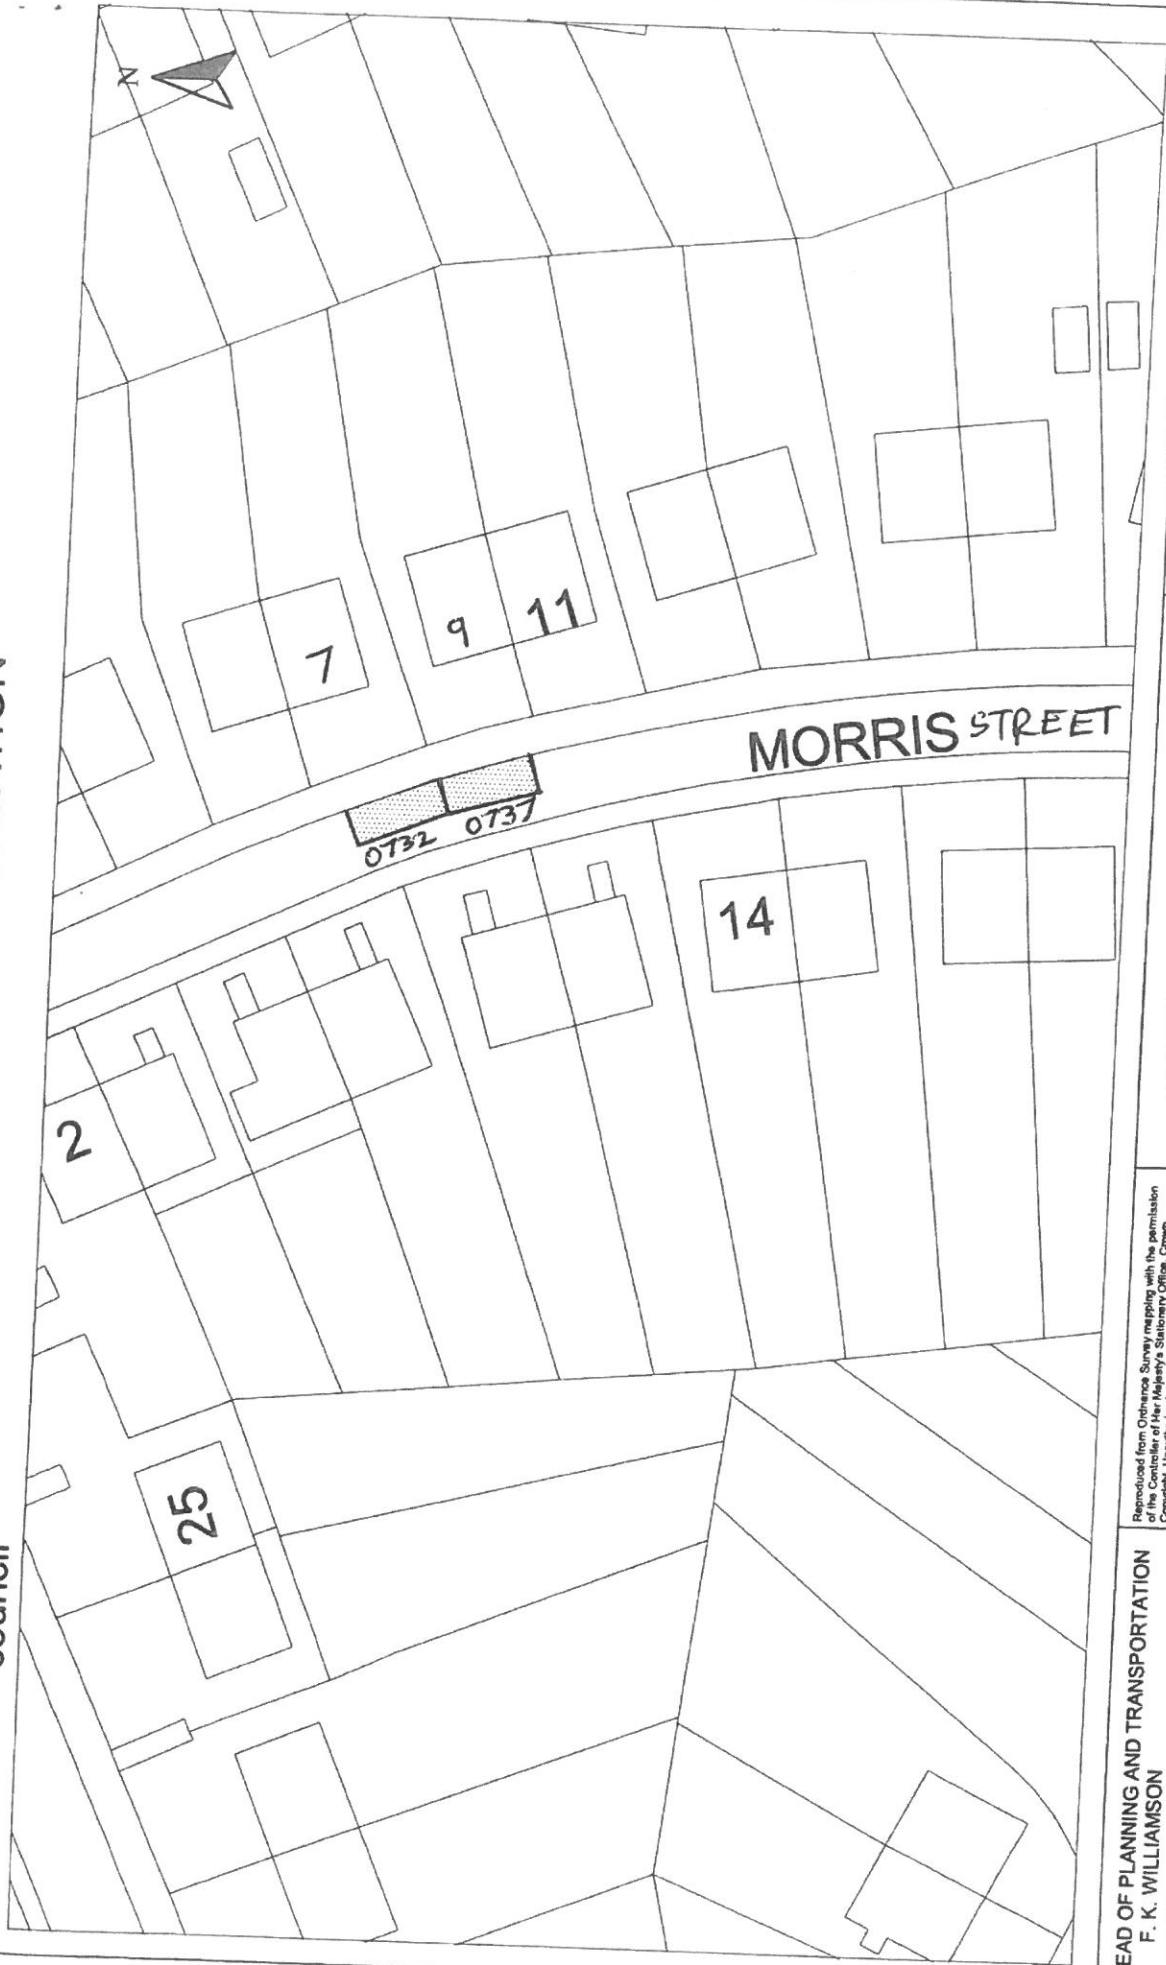 N
7
9
11
MORRIS STREET
0732
0737
14
2
25
Reproduced from Ordnance Survey mapping with the permission
of the Controller of Her Majesty's Stationery Office. Crown
EAD OF PLANNING AND TRANSPORTATION
F. K. WILLIAMSON